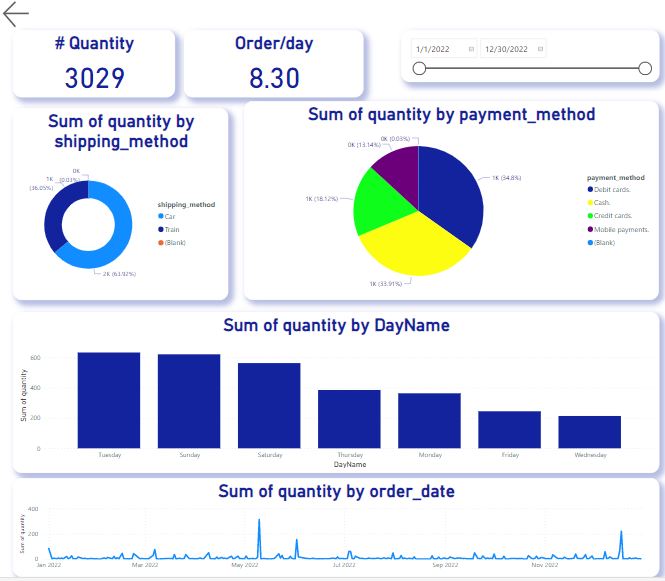 # Quantity
3029
Order/day
8.30
1/1/2022
12/30/2022
Sum of quantity by
shipping_method
0K
(0.03%)
1K
(36.05%)
2K (63.92%)
shipping_method
Car
Train
(Blank)
Sum of quantity by payment_method
0K (0.03%)
0K (13.14%)
1K (34.8%)
1K (18.12%)
1K (33.91%)
payment_method
Debit cards.
Cash.
Credit cards.
Mobile payments.
(Blank)
Sum of quantity by DayName
Sum of quantity
600
400
200
0
Tuesday
Sunday
Saturday
Thursday
Monday
Friday
Wednesday
DayName
Sum of quantity by order_date
Sum of quantity
400
200
0
Jan 2022
Mar 2022
May 2022
Jul 2022
Sep 2022
Nov 2022